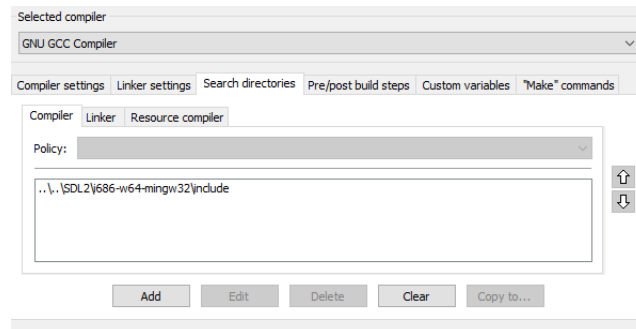 Selected compiler
GNU GCC Compiler
Compiler settings Linker settings Search directories Pre/post build steps Custom variables "Make" commands
Compiler Linker Resource compiler
Policy:
..\..\SDL2\i686-w64-mingw32\include
Add Edit Delete Clear Copy to...